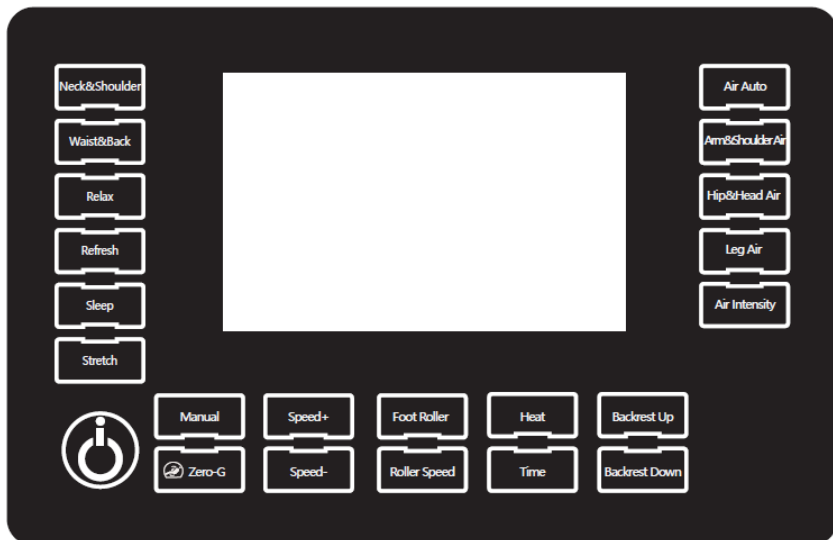 Neck&Shoulder
Waist&Back
Relax
Refresh
Sleep
Stretch
Air Auto
Arm&Shoulder Air
Hip&Head Air
Leg Air
Air Intensity
Manual
Speed+
Foot Roller
Heat
Backrest Up
Zero-G
Speed-
Roller Speed
Time
Backrest Down